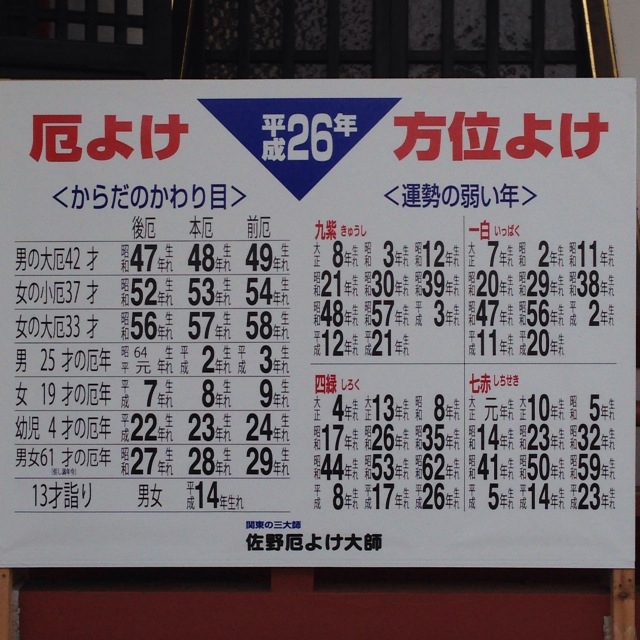 厄よけ
平成26年
方位よけ
＜からだのかわり目＞
後厄 本厄 前厄
男の大厄42才 昭和47年生れ 48年生れ 49年生れ
女の小厄37才 昭和52年生れ 53年生れ 54年生れ
女の大厄33才 昭和56年生れ 57年生れ 58年生れ
男 25才の厄年 昭64平元年生れ 平成2年生れ 平成3年生れ
女 19才の厄年 平成7年生れ 8年生れ 9年生れ
幼児 4才の厄年 平成22年生れ 23年生れ 24年生れ
男女61才の厄年 昭和27年生れ 28年生れ 29年生れ
13才詣り 男女 平成14年生れ
＜運勢の弱い年＞
九紫 きゅうし
大正8年生れ 昭和3年生れ 昭和12年生れ
昭和21年生れ 昭和30年生れ 昭和39年生れ
昭和48年生れ 昭和57年生れ 平成3年生れ
平成12年生れ 平成21年生れ
一白 いっぱく
大正7年生れ 昭和2年生れ 昭和11年生れ
昭和20年生れ 昭和29年生れ 昭和38年生れ
昭和47年生れ 昭和56年生れ 平成2年生れ
平成11年生れ 平成20年生れ
四緑 しろく
大正4年生れ 大正13年生れ 昭和8年生れ
昭和17年生れ 昭和26年生れ 昭和35年生れ
昭和44年生れ 昭和53年生れ 昭和62年生れ
平成8年生れ 平成17年生れ 平成26年生れ
七赤 しちせき
大正元年生れ 大正10年生れ 昭和5年生れ
昭和14年生れ 昭和23年生れ 昭和32年生れ
昭和41年生れ 昭和50年生れ 昭和59年生れ
平成5年生れ 平成14年生れ 平成23年生れ
関東の三大師
佐野厄よけ大師